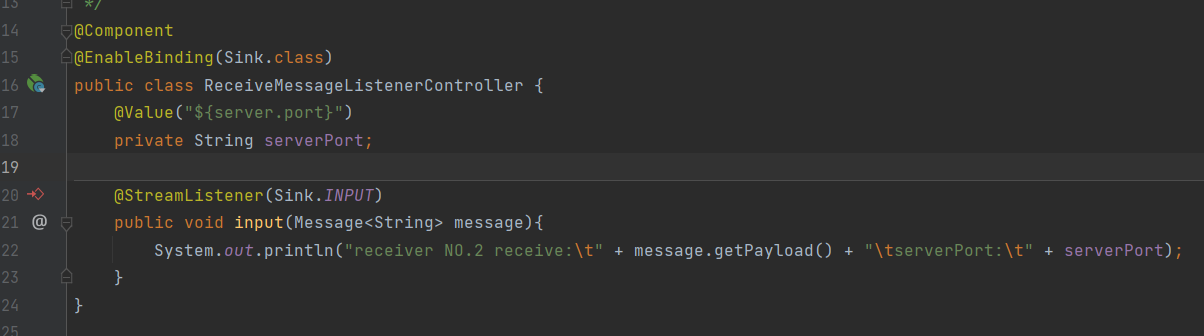 13 */
14 @Component
15 @EnableBinding(Sink.class)
16 public class ReceiveMessageListenerController {
17 @Value("${server.port}")
18 private String serverPort;
19
20 @StreamListener(Sink.INPUT)
21 @ public void input(Message<String> message){
22 System.out.println("receiver NO.2 receive:\t" + message.getPayload() + "\tserverPort:\t" + serverPort);
23 }
24 }
25